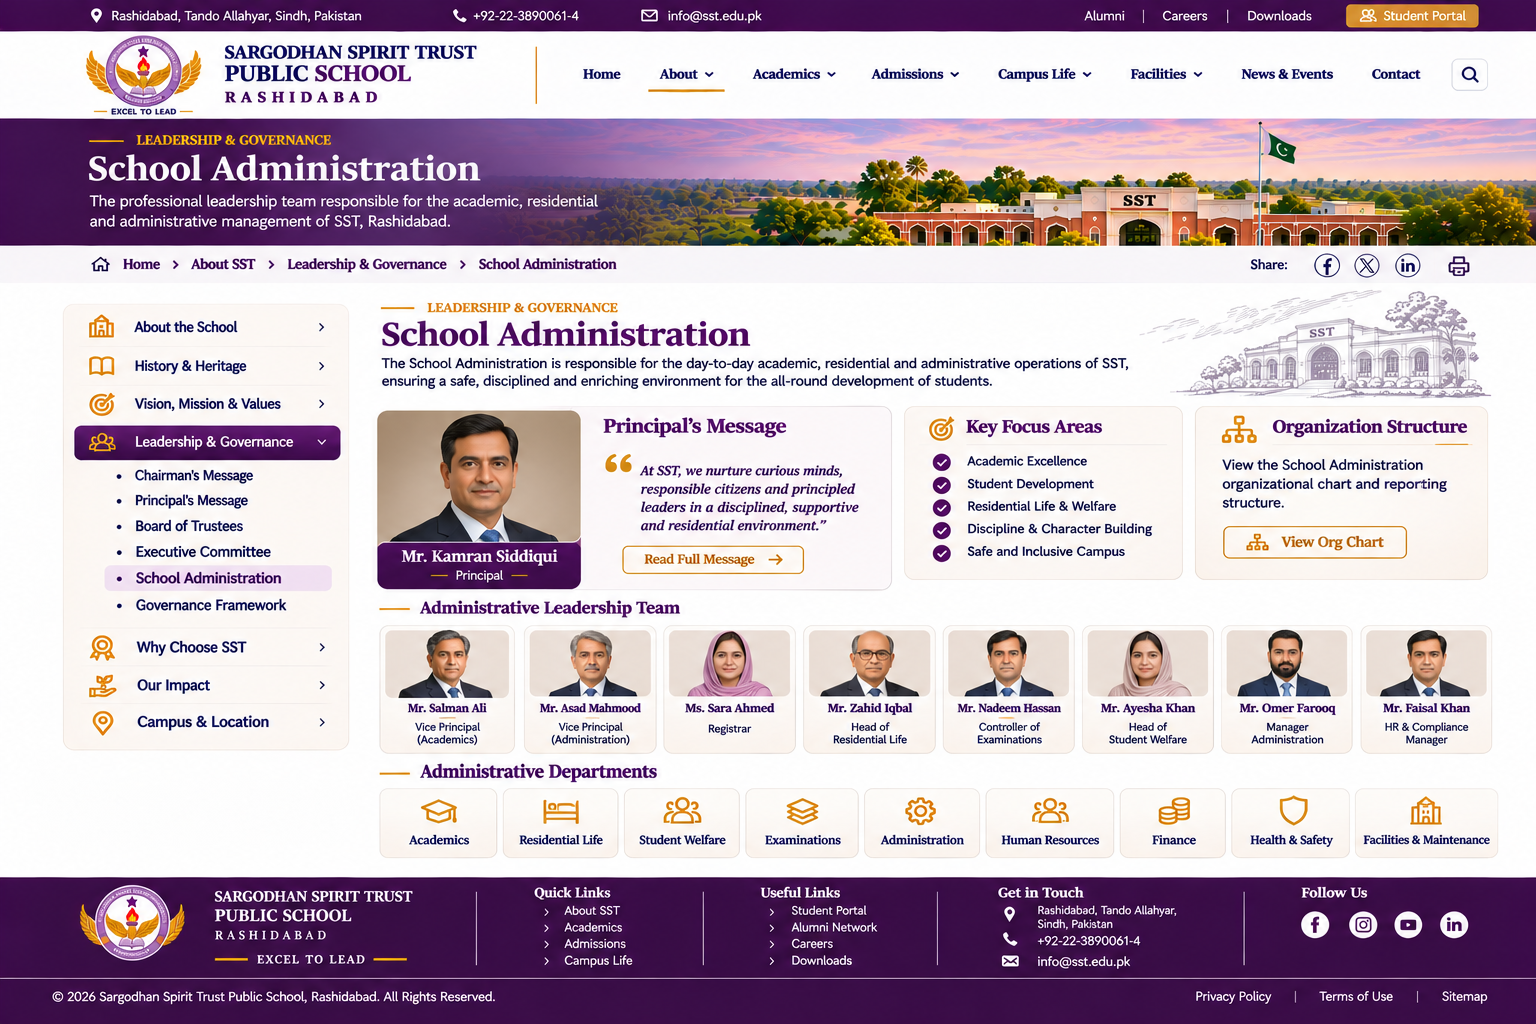 Rashidabad, Tando Allahyar, Sindh, Pakistan
+92-22-3890061-4
info@sst.edu.pk
Alumni
Careers
Downloads
Student Portal
EXCEL TO LEAD
SARGODHAN SPIRIT TRUST
PUBLIC SCHOOL
RASHIDABAD
Home
About
Academics
Admissions
Campus Life
Facilities
News & Events
Contact
LEADERSHIP & GOVERNANCE
School Administration
The professional leadership team responsible for the academic, residential
and administrative management of SST, Rashidabad.
SST
Home
About SST
Leadership & Governance
School Administration
Share:
About the School
History & Heritage
Vision, Mission & Values
Leadership & Governance
Chairman's Message
Principal's Message
Board of Trustees
Executive Committee
School Administration
Governance Framework
Why Choose SST
Our Impact
Campus & Location
LEADERSHIP & GOVERNANCE
School Administration
The School Administration is responsible for the day-to-day academic, residential and administrative operations of SST,
ensuring a safe, disciplined and enriching environment for the all-round development of students.
SST
Mr. Kamran Siddiqui
Principal
Principal's Message
“At SST, we nurture curious minds,
responsible citizens and principled
leaders in a disciplined, supportive
and residential environment.”
Read Full Message
Key Focus Areas
Academic Excellence
Student Development
Residential Life & Welfare
Discipline & Character Building
Safe and Inclusive Campus
Organization Structure
View the School Administration
organizational chart and reporting
structure.
View Org Chart
Administrative Leadership Team
Mr. Salman Ali
Vice Principal
(Academics)
Mr. Asad Mahmood
Vice Principal
(Administration)
Ms. Sara Ahmed
Registrar
Mr. Zahid Iqbal
Head of
Residential Life
Mr. Nadeem Hassan
Controller of
Examinations
Mr. Ayesha Khan
Head of
Student Welfare
Mr. Omer Farooq
Manager
Administration
Mr. Faisal Khan
HR & Compliance
Manager
Administrative Departments
Academics
Residential Life
Student Welfare
Examinations
Administration
Human Resources
Finance
Health & Safety
Facilities & Maintenance
SARGODHAN SPIRIT TRUST
PUBLIC SCHOOL
RASHIDABAD
EXCEL TO LEAD
Quick Links
About SST
Academics
Admissions
Campus Life
Useful Links
Student Portal
Alumni Network
Careers
Downloads
Get in Touch
Rashidabad, Tando Allahyar,
Sindh, Pakistan
+92-22-3890061-4
info@sst.edu.pk
Follow Us
© 2026 Sargodhan Spirit Trust Public School, Rashidabad. All Rights Reserved.
Privacy Policy
Terms of Use
Sitemap